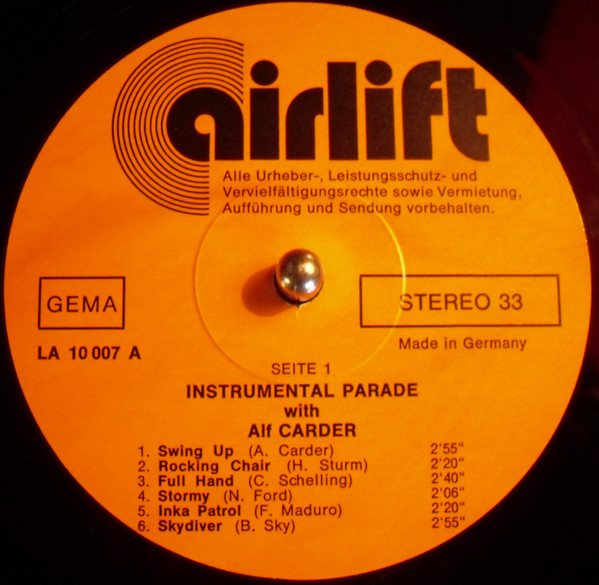 airlift
Alle Urheber-, Leistungsschutz- und
Vervielfältigungsrechte sowie Vermietung,
Aufführung und Sendung vorbehalten.
GEMA
STEREO 33
LA 10 007 A
Made in Germany
SEITE 1
INSTRUMENTAL PARADE
with
Alf CARDER
1. Swing Up (A. Carder) 2'55"
2. Rocking Chair (H. Sturm) 2'20"
3. Full Hand (C. Schelling) 2'40"
4. Stormy (N. Ford) 2'06"
5. Inka Patrol (F. Maduro) 2'20"
6. Skydiver (B. Sky) 2'55"